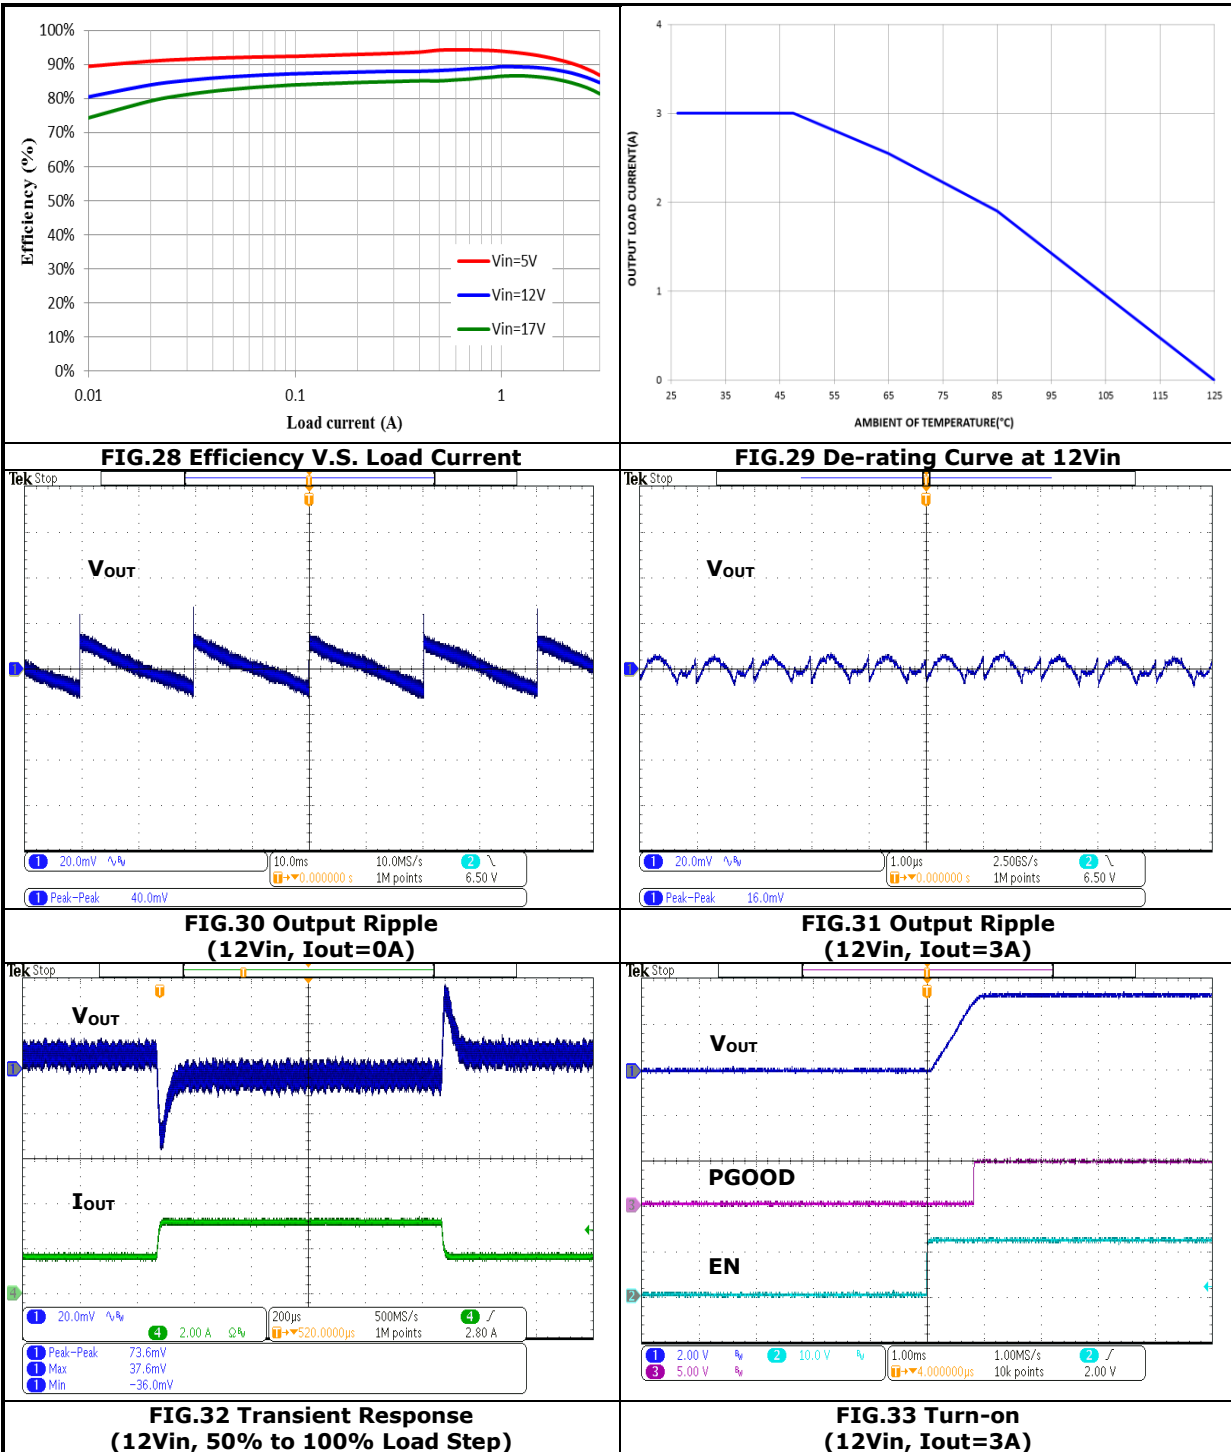 100%
90%
80%
70%
60%
50%
40%
30%
20%
10%
0%
Efficiency (%)
Vin=5V
Vin=12V
Vin=17V
0.01
0.1
1
Load current (A)
FIG.28 Efficiency V.S. Load Current
4
3
2
1
0
OUTPUT LOAD CURRENT(A)
25
35
45
55
65
75
85
95
105
115
125
AMBIENT OF TEMPERATURE(°C)
FIG.29 De-rating Curve at 12Vin
Tek Stop
T
VOUT
1
1 20.0mV
10.0ms 10.0MS/s 2
T→▼0.000000 s 1M points 6.50 V
1 Peak-Peak 40.0mV
FIG.30 Output Ripple
(12Vin, Iout=0A)
Tek Stop
T
VOUT
1
1 20.0mV
1.00µs 2.50GS/s 2
T→▼0.000000 s 1M points 6.50 V
1 Peak-Peak 16.0mV
FIG.31 Output Ripple
(12Vin, Iout=3A)
Tek Stop
T
VOUT
1
IOUT
4
1 20.0mV
4 2.00 A Ω
200µs 500MS/s 4
T→▼520.0000µs 1M points 2.80 A
1 Peak-Peak 73.6mV
1 Max 37.6mV
1 Min -36.0mV
FIG.32 Transient Response
(12Vin, 50% to 100% Load Step)
Tek Stop
T
VOUT
1
PGOOD
3
EN
2
1 2.00 V 2 10.0 V
3 5.00 V
1.00ms 1.00MS/s 2
T→▼4.000000µs 10k points 2.00 V
FIG.33 Turn-on
(12Vin, Iout=3A)